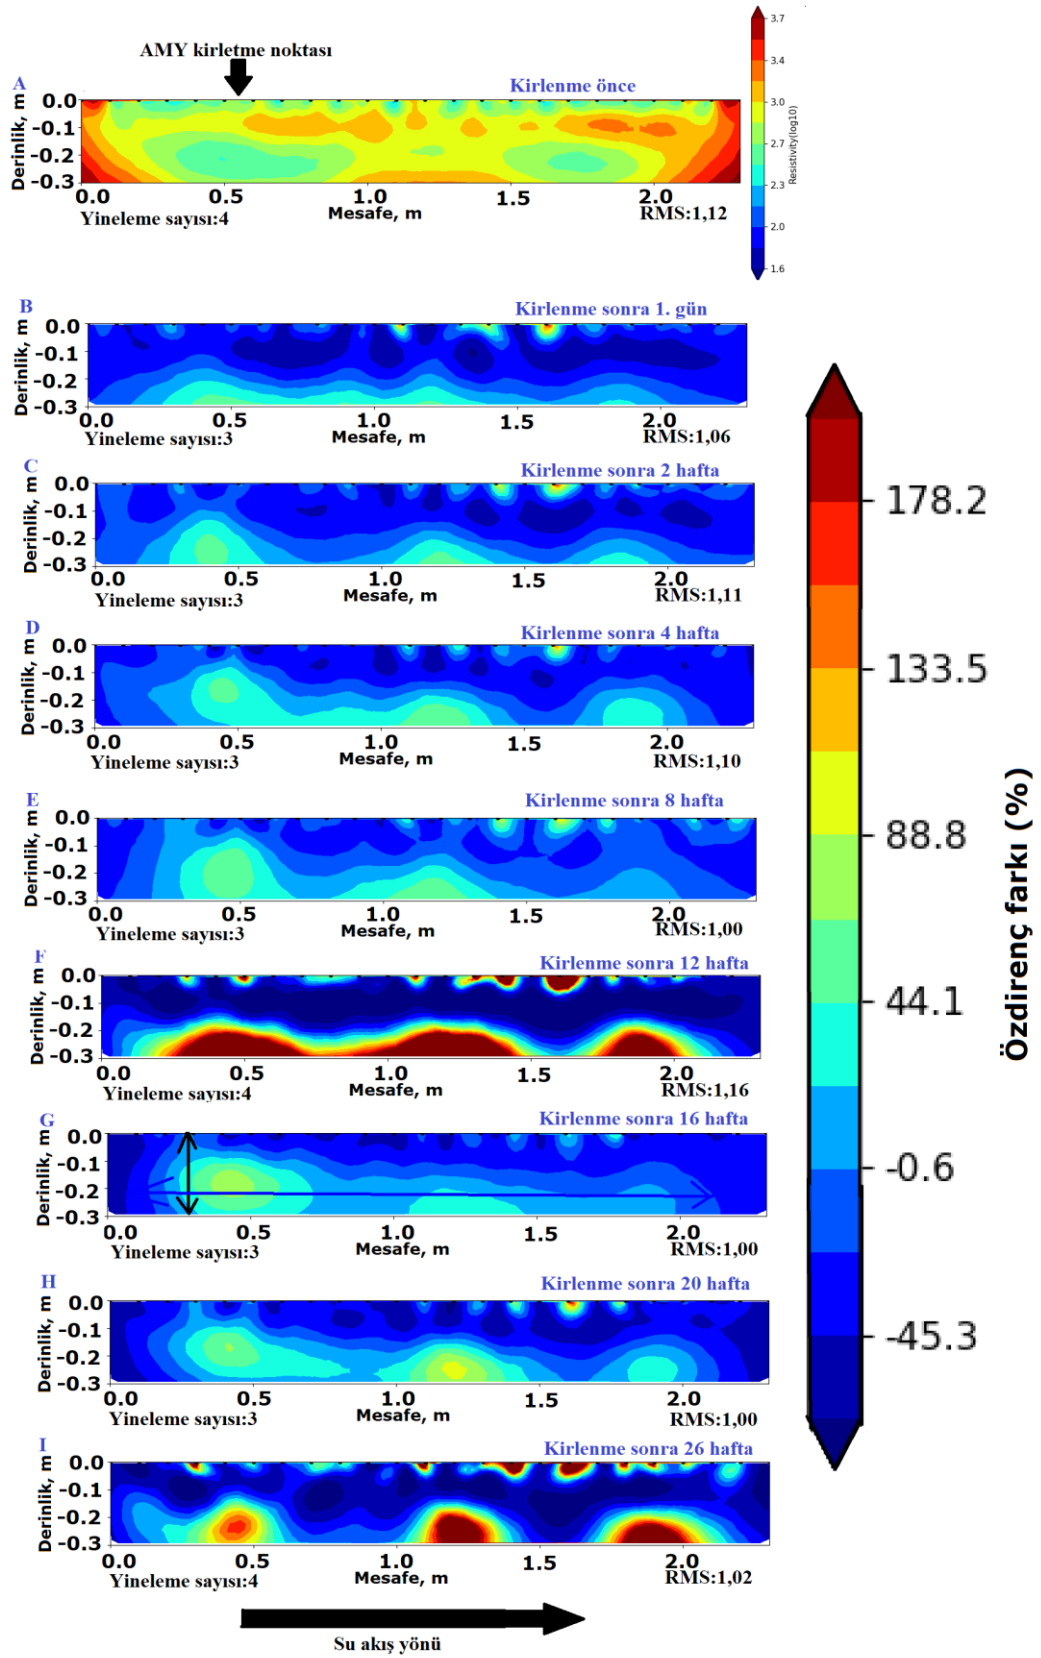 AMY kirletme noktası
A
Kirlenme önce
Derinlik, m
0.0
-0.1
-0.2
-0.3
0.0 0.5 1.0 1.5 2.0
Yineleme sayısı:4
Mesafe, m
RMS:1,12
3.7
3.4
3.0
2.7
2.3
2.0
1.6
Resistivity(log10)
B
Kirlenme sonra 1. gün
Derinlik, m
0.0
-0.1
-0.2
-0.3
0.0 0.5 1.0 1.5 2.0
Yineleme sayısı:3
Mesafe, m
RMS:1,06
C
Kirlenme sonra 2 hafta
Derinlik, m
0.0
-0.1
-0.2
-0.3
0.0 0.5 1.0 1.5 2.0
Yineleme sayısı:3
Mesafe, m
RMS:1,11
D
Kirlenme sonra 4 hafta
Derinlik, m
0.0
-0.1
-0.2
-0.3
0.0 0.5 1.0 1.5 2.0
Yineleme sayısı:3
Mesafe, m
RMS:1,10
E
Kirlenme sonra 8 hafta
Derinlik, m
0.0
-0.1
-0.2
-0.3
0.0 0.5 1.0 1.5 2.0
Yineleme sayısı:3
Mesafe, m
RMS:1,00
F
Kirlenme sonra 12 hafta
Derinlik, m
0.0
-0.1
-0.2
-0.3
0.0 0.5 1.0 1.5 2.0
Yineleme sayısı:4
Mesafe, m
RMS:1,16
G
Kirlenme sonra 16 hafta
Derinlik, m
0.0
-0.1
-0.2
-0.3
0.0 0.5 1.0 1.5 2.0
Yineleme sayısı:3
Mesafe, m
RMS:1,00
H
Kirlenme sonra 20 hafta
Derinlik, m
0.0
-0.1
-0.2
-0.3
0.0 0.5 1.0 1.5 2.0
Yineleme sayısı:3
Mesafe, m
RMS:1,00
I
Kirlenme sonra 26 hafta
Derinlik, m
0.0
-0.1
-0.2
-0.3
0.0 0.5 1.0 1.5 2.0
Yineleme sayısı:4
Mesafe, m
RMS:1,02
Su akış yönü
178.2
133.5
88.8
44.1
-0.6
-45.3
Özdirenç farkı (%)